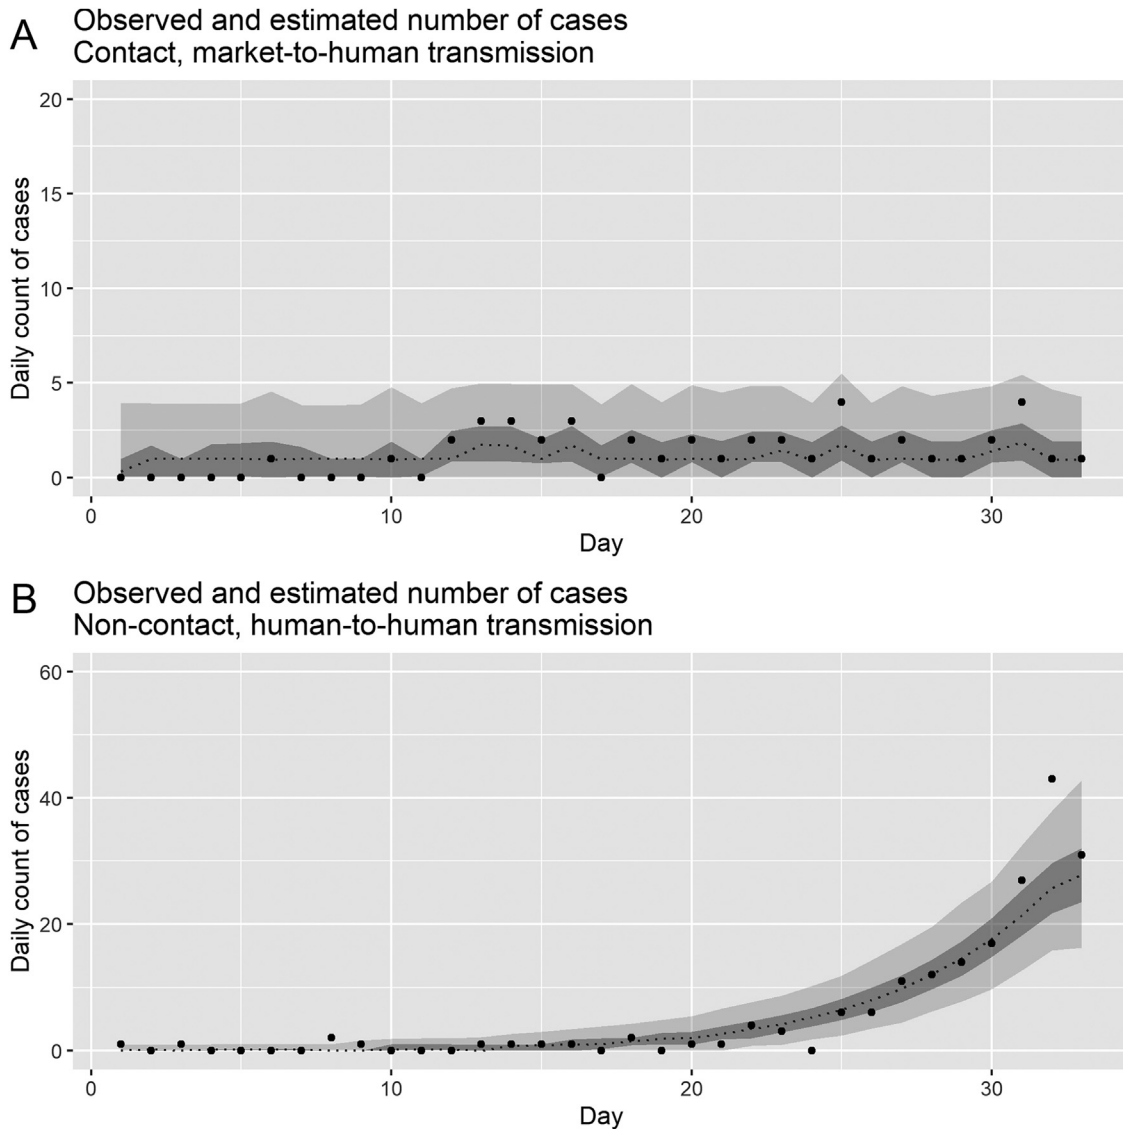 A
Observed and estimated number of cases
Contact, market-to-human transmission
20
15
10
5
0
Daily count of cases
0 10 20 30
Day
B
Observed and estimated number of cases
Non-contact, human-to-human transmission
60
40
20
0
Daily count of cases
0 10 20 30
Day